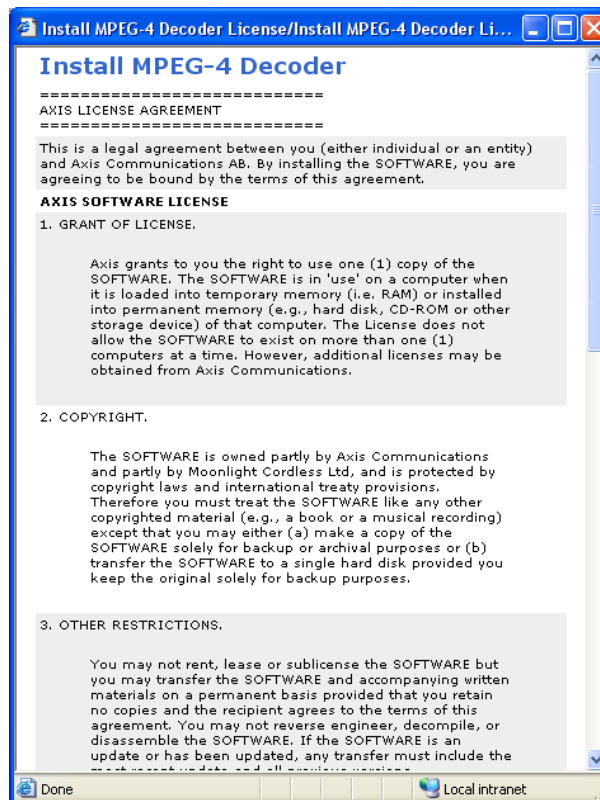 Install MPEG-4 Decoder License/Install MPEG-4 Decoder Li...
Install MPEG-4 Decoder
============================
AXIS LICENSE AGREEMENT
============================
This is a legal agreement between you (either individual or an entity)
and Axis Communications AB. By installing the SOFTWARE, you are
agreeing to be bound by the terms of this agreement.
AXIS SOFTWARE LICENSE
1. GRANT OF LICENSE.
Axis grants to you the right to use one (1) copy of the
SOFTWARE. The SOFTWARE is in 'use' on a computer when
it is loaded into temporary memory (i.e. RAM) or installed
into permanent memory (e.g., hard disk, CD-ROM or other
storage device) of that computer. The License does not
allow the SOFTWARE to exist on more than one (1)
computers at a time. However, additional licenses may be
obtained from Axis Communications.
2. COPYRIGHT.
The SOFTWARE is owned partly by Axis Communications
and partly by Moonlight Cordless Ltd, and is protected by
copyright laws and international treaty provisions.
Therefore you must treat the SOFTWARE like any other
copyrighted material (e.g., a book or a musical recording)
except that you may either (a) make a copy of the
SOFTWARE solely for backup or archival purposes or (b)
transfer the SOFTWARE to a single hard disk provided you
keep the original solely for backup purposes.
3. OTHER RESTRICTIONS.
You may not rent, lease or sublicense the SOFTWARE but
you may transfer the SOFTWARE and accompanying written
materials on a permanent basis provided that you retain
no copies and the recipient agrees to the terms of this
agreement. You may not reverse engineer, decompile, or
disassemble the SOFTWARE. If the SOFTWARE is an
update or has been updated, any transfer must include the
most recent update and all previous versions.
Done
Local intranet